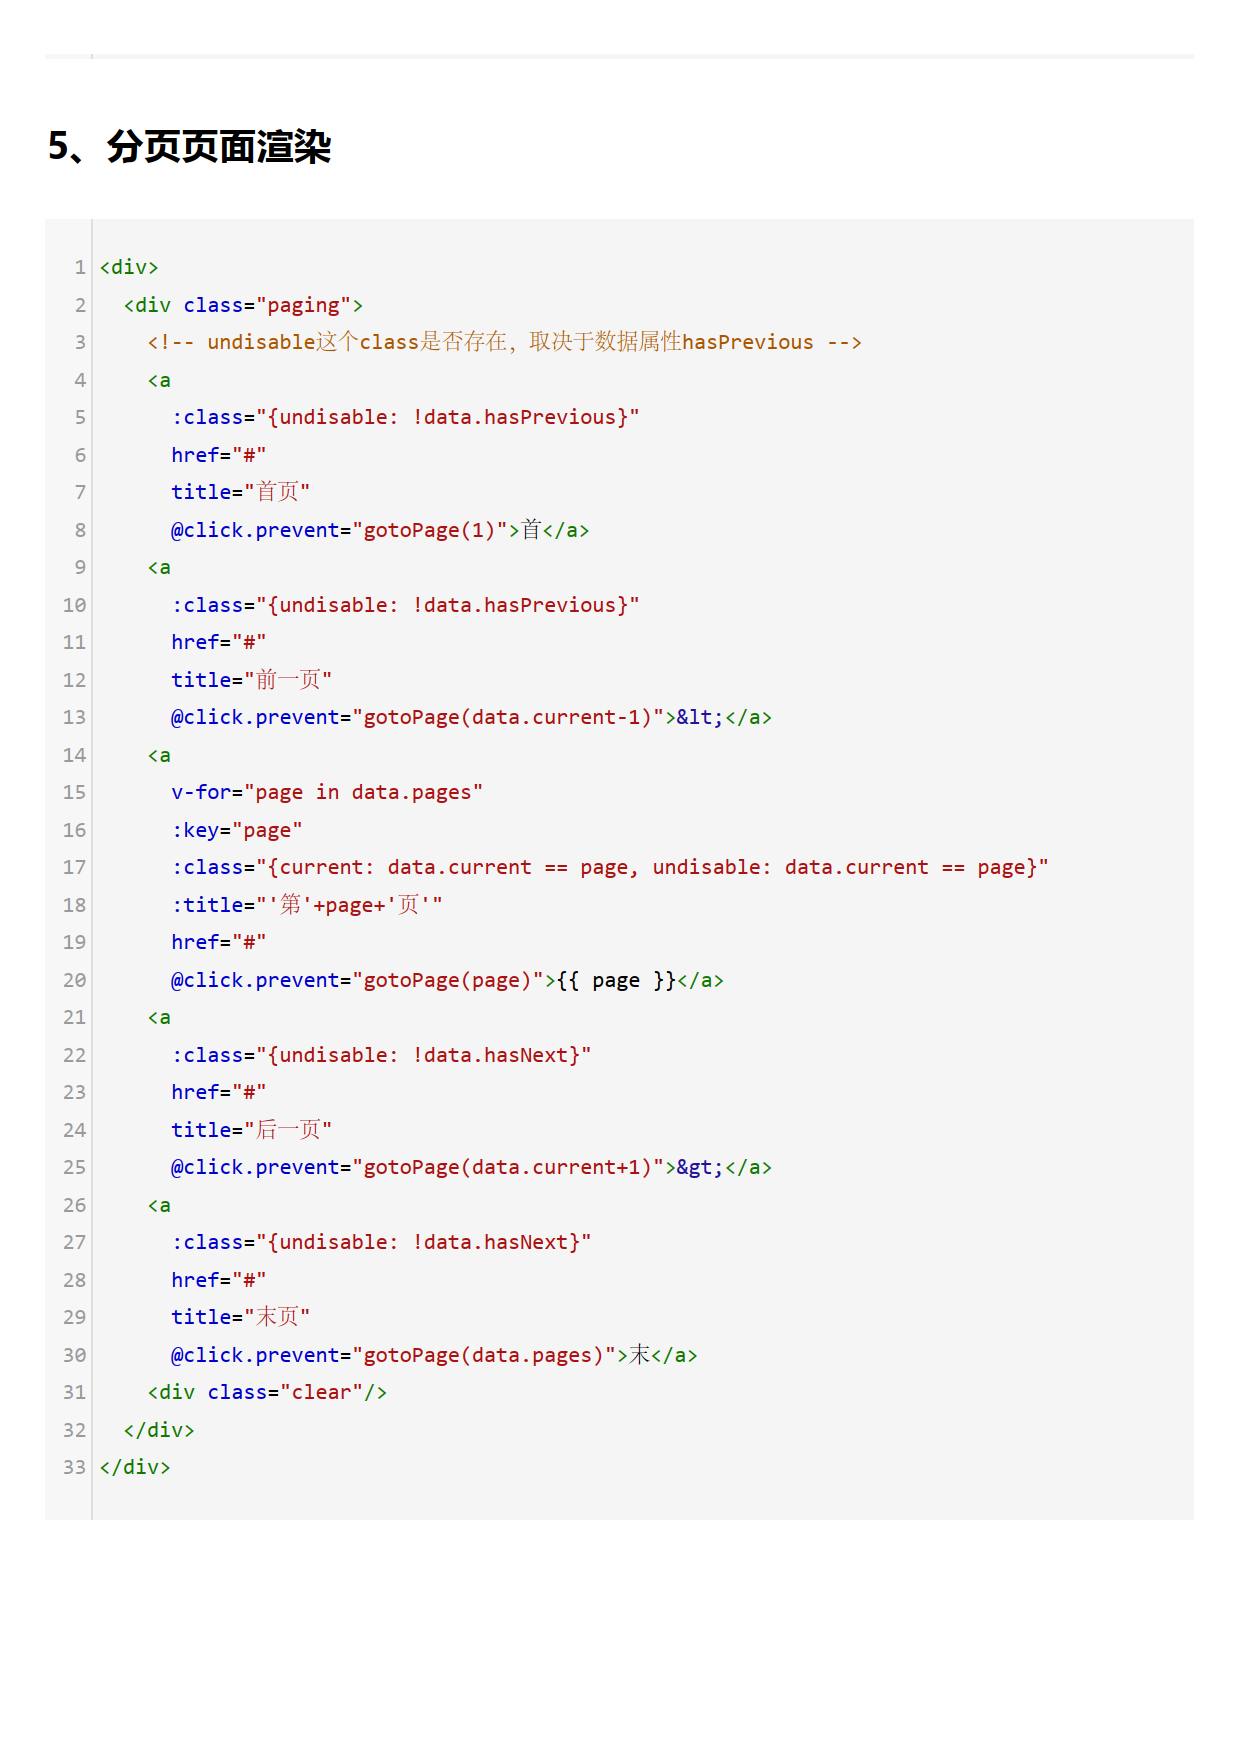 5、分页页面渲染
1 <div>
2   <div class="paging">
3     <!-- undisable这个class是否存在，取决于数据属性hasPrevious -->
4     <a
5       :class="{undisable: !data.hasPrevious}"
6       href="#"
7       title="首页"
8       @click.prevent="gotoPage(1)">首</a>
9     <a
10       :class="{undisable: !data.hasPrevious}"
11       href="#"
12       title="前一页"
13       @click.prevent="gotoPage(data.current-1)">&lt;</a>
14     <a
15       v-for="page in data.pages"
16       :key="page"
17       :class="{current: data.current == page, undisable: data.current == page}"
18       :title="'第'+page+'页'"
19       href="#"
20       @click.prevent="gotoPage(page)">{{ page }}</a>
21     <a
22       :class="{undisable: !data.hasNext}"
23       href="#"
24       title="后一页"
25       @click.prevent="gotoPage(data.current+1)">&gt;</a>
26     <a
27       :class="{undisable: !data.hasNext}"
28       href="#"
29       title="末页"
30       @click.prevent="gotoPage(data.pages)">末</a>
31     <div class="clear"/>
32   </div>
33 </div>